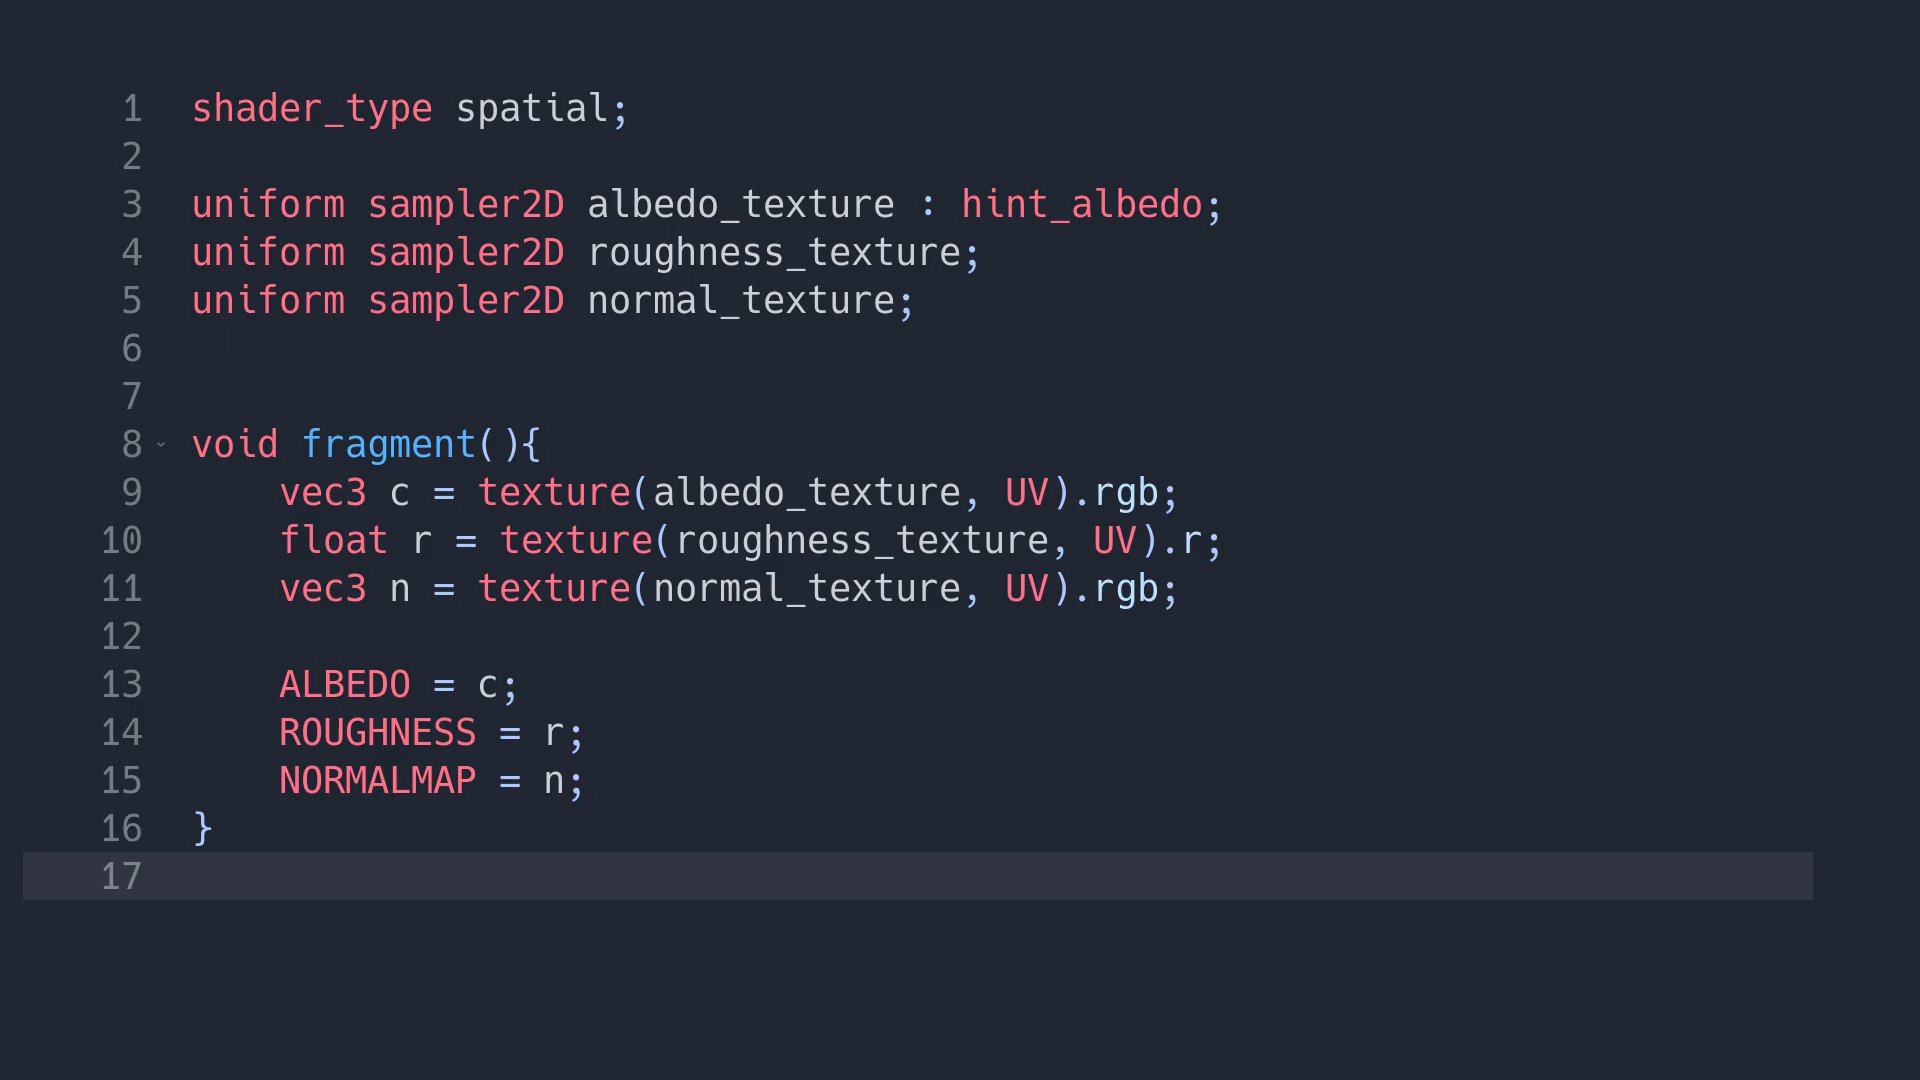 1 shader_type spatial;
2
3 uniform sampler2D albedo_texture : hint_albedo;
4 uniform sampler2D roughness_texture;
5 uniform sampler2D normal_texture;
6
7
8 void fragment(){
9     vec3 c = texture(albedo_texture, UV).rgb;
10     float r = texture(roughness_texture, UV).r;
11     vec3 n = texture(normal_texture, UV).rgb;
12
13     ALBEDO = c;
14     ROUGHNESS = r;
15     NORMALMAP = n;
16 }
17